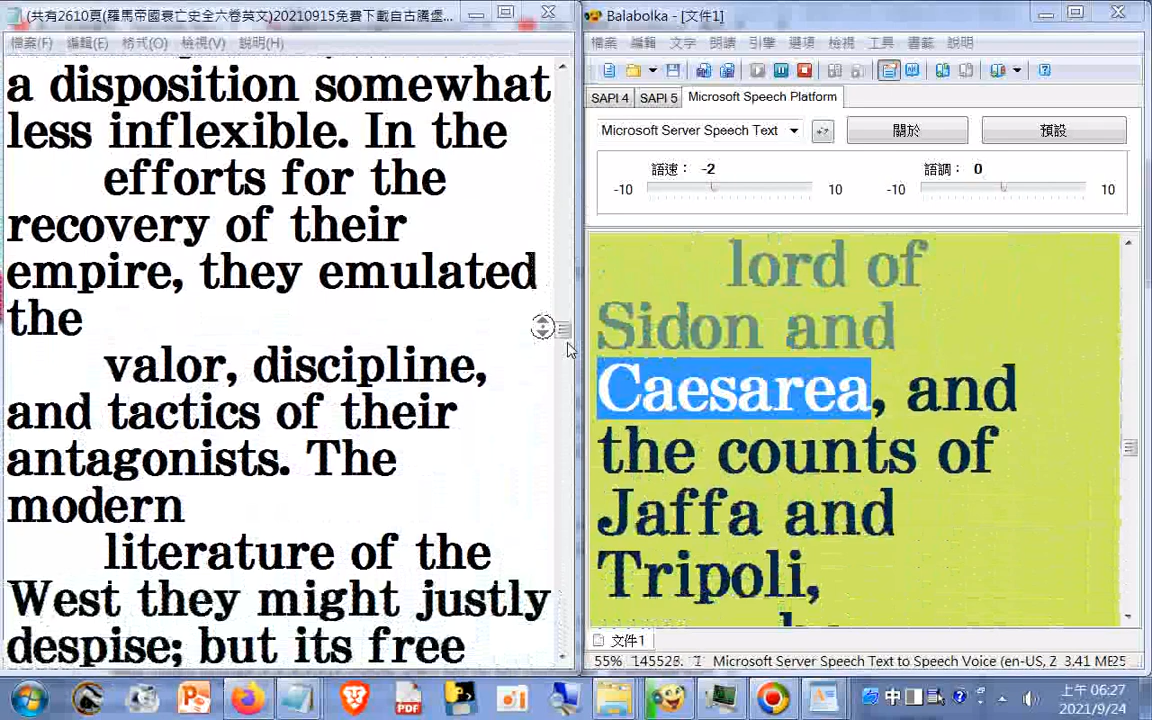 (共有2610頁(羅馬帝國衰亡史全六卷英文)20210915免費下載自古騰堡...
檔案(F) 編輯(E) 格式(O) 檢視(V) 說明(H)
a disposition somewhat
less inflexible. In the
efforts for the
recovery of their
empire, they emulated
the
valor, discipline,
and tactics of their
antagonists. The
modern
literature of the
West they might justly
despise; but its free
Balabolka - [文件1]
檔案 編輯 文字 朗讀 引擎 選項 檢視 工具 書籤 說明
SAPI 4 SAPI 5 Microsoft Speech Platform
Microsoft Server Speech Text 關於 預設
語速: -2 語調: 0
-10 10 -10 10
lord of
Sidon and
Caesarea, and
the counts of
Jaffa and
Tripoli,
文件1
55% Microsoft Server Speech Text to Speech Voice (en-US, Z 3,41
中 上午 06:27
2021/9/24